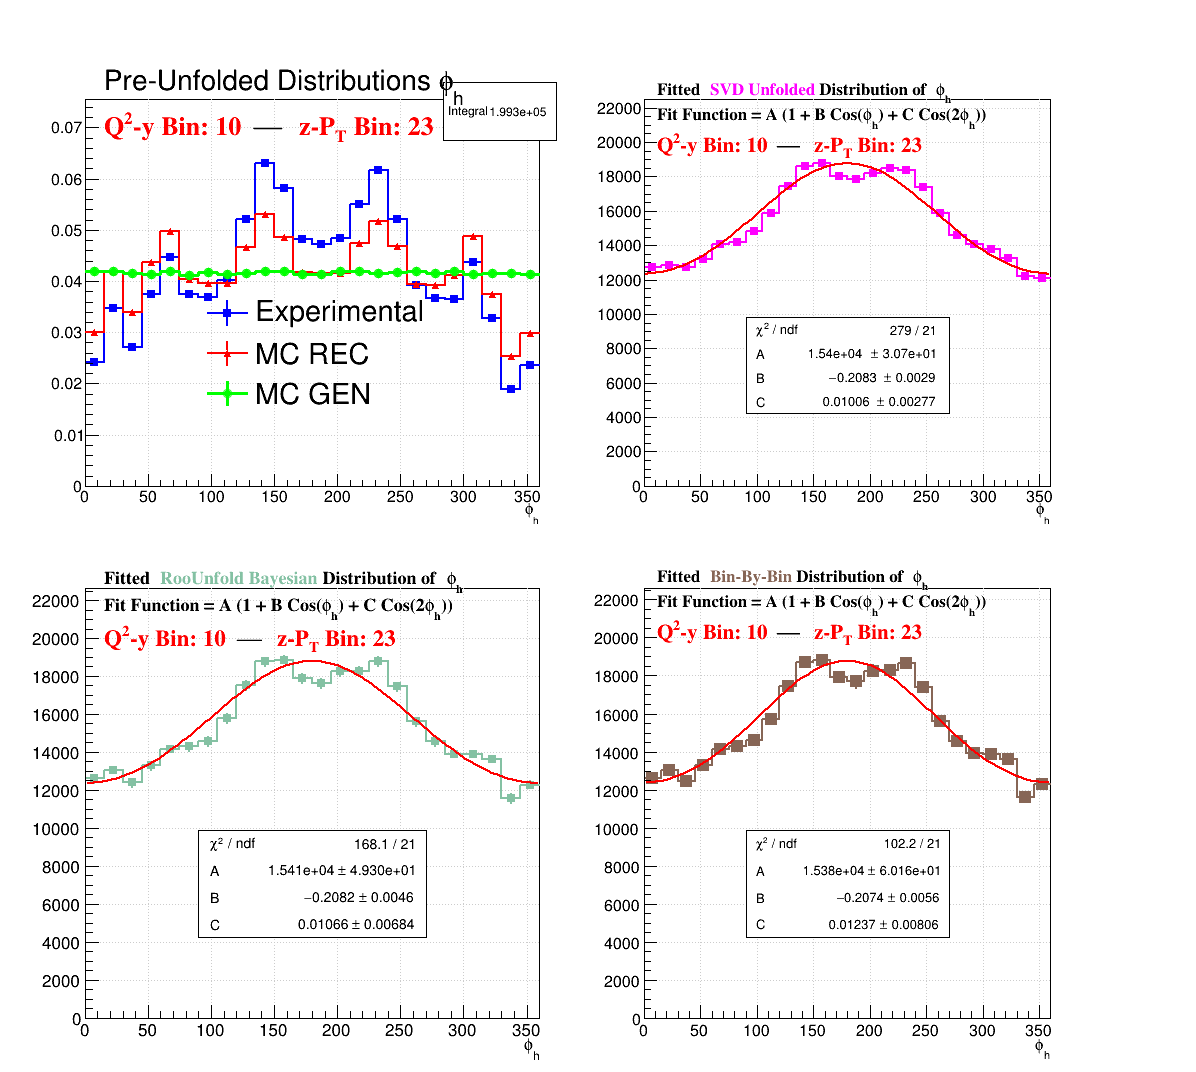 Pre-Unfolded Distributions ϕh
Integral 1.993e+05
Q²-y Bin: 10 — z-PT Bin: 23
0.07
0.06
0.05
0.04
0.03
0.02
0.01
0
Experimental
MC REC
MC GEN
0 50 100 150 200 250 300 350
ϕh
Fitted SVD Unfolded Distribution of ϕh
Fit Function = A (1 + B Cos(ϕh) + C Cos(2ϕh))
Q²-y Bin: 10 — z-PT Bin: 23
22000
20000
18000
16000
14000
12000
10000
8000
6000
4000
2000
0
χ² / ndf 279 / 21
A 1.54e+04 ± 3.07e+01
B −0.2083 ± 0.0029
C 0.01006 ± 0.00277
0 50 100 150 200 250 300 350
ϕh
Fitted RooUnfold Bayesian Distribution of ϕh
Fit Function = A (1 + B Cos(ϕh) + C Cos(2ϕh))
Q²-y Bin: 10 — z-PT Bin: 23
22000
20000
18000
16000
14000
12000
10000
8000
6000
4000
2000
0
χ² / ndf 168.1 / 21
A 1.541e+04 ± 4.930e+01
B −0.2082 ± 0.0046
C 0.01066 ± 0.00684
0 50 100 150 200 250 300 350
ϕh
Fitted Bin-By-Bin Distribution of ϕh
Fit Function = A (1 + B Cos(ϕh) + C Cos(2ϕh))
Q²-y Bin: 10 — z-PT Bin: 23
22000
20000
18000
16000
14000
12000
10000
8000
6000
4000
2000
0
χ² / ndf 102.2 / 21
A 1.538e+04 ± 6.016e+01
B −0.2074 ± 0.0056
C 0.01237 ± 0.00806
0 50 100 150 200 250 300 350
ϕh